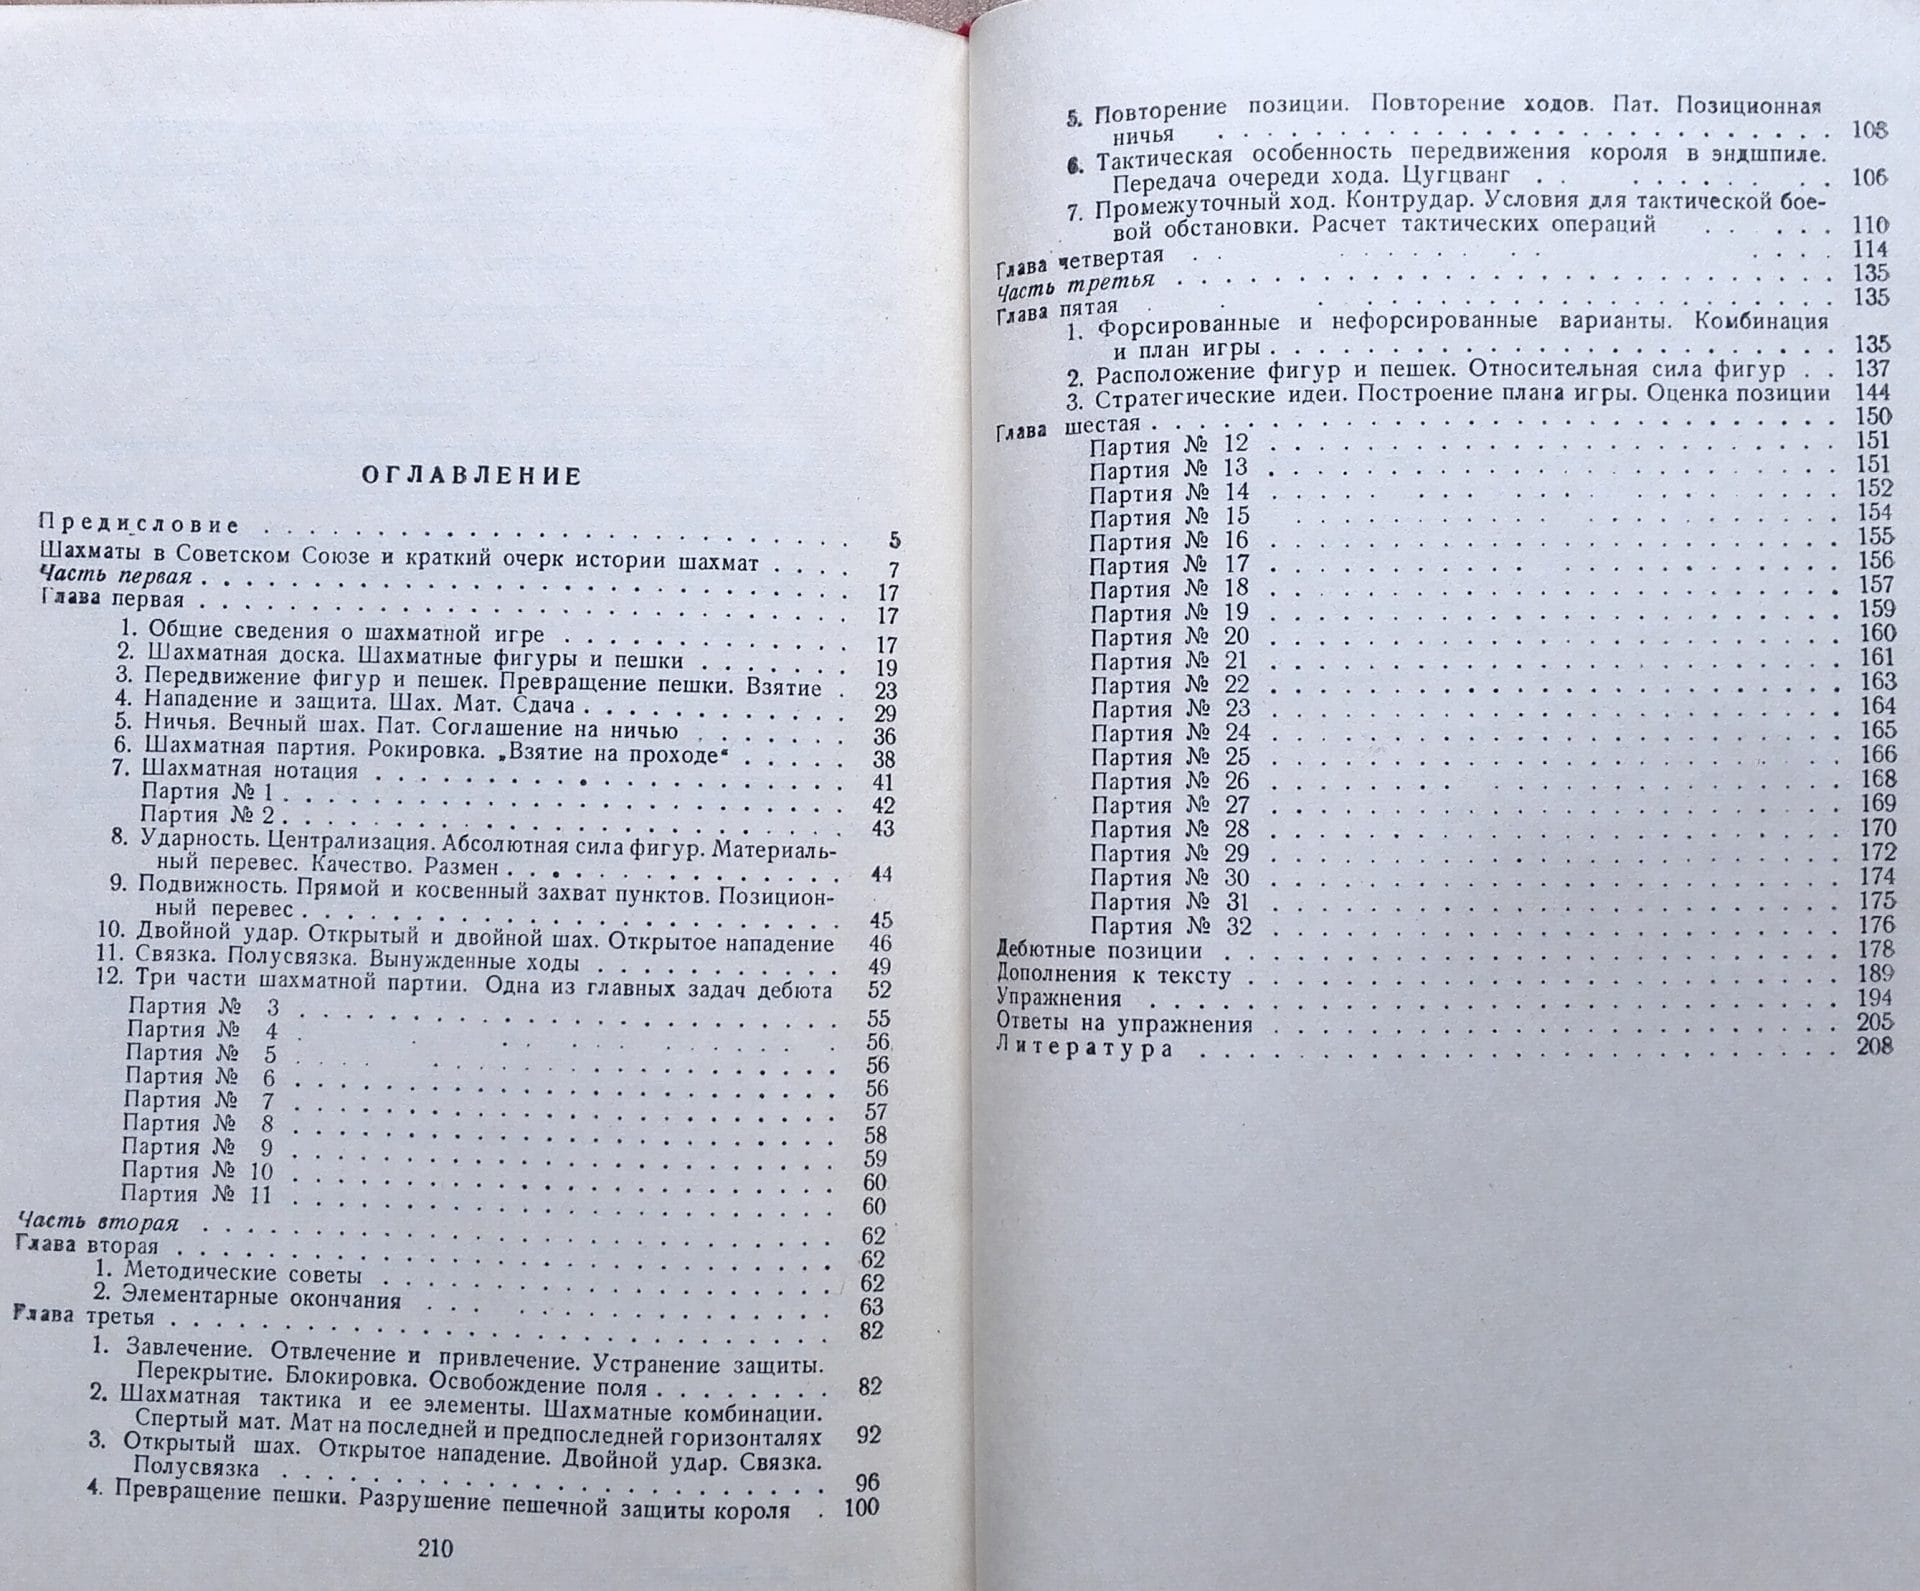 ОГЛАВЛЕНИЕ
Предисловие . . . . . . . . . . . . . . . . . . . . 5
Шахматы в Советском Союзе и краткий очерк истории шахмат . . . . 7
Часть первая . . . . . . . . . . . . . . . . . . . . 17
Глава первая . . . . . . . . . . . . . . . . . . . . 17
1. Общие сведения о шахматной игре . . . . . . . . . . 17
2. Шахматная доска. Шахматные фигуры и пешки . . . . . 19
3. Передвижение фигур и пешек. Превращение пешки. Взятие . 23
4. Нападение и защита. Шах. Мат. Сдача . . . . . . . . . 29
5. Ничья. Вечный шах. Пат. Соглашение на ничью . . . . . . 36
6. Шахматная партия. Рокировка. „Взятие на проходе“ . . . . . 38
7. Шахматная нотация . . . . . . . . . . . . . . . . 41
Партия № 1 . . . . . . . . . . . . . . . . . . . 42
Партия № 2 . . . . . . . . . . . . . . . . . . . 43
8. Ударность. Централизация. Абсолютная сила фигур. Материаль-
ный перевес. Качество. Размен . . . . . . . . . . . . 44
9. Подвижность. Прямой и косвенный захват пунктов. Позицион-
ный перевес . . . . . . . . . . . . . . . . . . 45
10. Двойной удар. Открытый и двойной шах. Открытое нападение 46
11. Связка. Полусвязка. Вынужденные ходы . . . . . . . . . 49
12. Три части шахматной партии. Одна из главных задач дебюта 52
Партия № 3 . . . . . . . . . . . . . . . . . . 55
Партия № 4 . . . . . . . . . . . . . . . . . . 56
Партия № 5 . . . . . . . . . . . . . . . . . . 56
Партия № 6 . . . . . . . . . . . . . . . . . . 56
Партия № 7 . . . . . . . . . . . . . . . . . . 57
Партия № 8 . . . . . . . . . . . . . . . . . . 58
Партия № 9 . . . . . . . . . . . . . . . . . . 59
Партия № 10 . . . . . . . . . . . . . . . . . . 60
Партия № 11 . . . . . . . . . . . . . . . . . . 60
Часть вторая . . . . . . . . . . . . . . . . . . . . 62
Глава вторая . . . . . . . . . . . . . . . . . . . . 62
1. Методические советы . . . . . . . . . . . . . . . 62
2. Элементарные окончания . . . . . . . . . . . . . . 63
Глава третья . . . . . . . . . . . . . . . . . . . . 82
1. Завлечение. Отвлечение и привлечение. Устранение защиты.
Перекрытие. Блокировка. Освобождение поля . . . . . . . . 82
2. Шахматная тактика и ее элементы. Шахматные комбинации.
Спертый мат. Мат на последней и предпоследней горизонталях 92
3. Открытый шах. Открытое нападение. Двойной удар. Связка.
Полусвязка . . . . . . . . . . . . . . . . . . 96
4. Превращение пешки. Разрушение пешечной защиты короля . 100
210
5. Повторение позиции. Повторение ходов. Пат. Позиционная
ничья . . . . . . . . . . . . . . . . . . . .
6. Тактическая особенность передвижения короля в эндшпиле.
Передача очереди хода. Цугцванг . . . . . . . . . . 106
7. Промежуточный ход. Контрудар. Условия для тактической бое-
вой обстановки. Расчет тактических операций . . . . . . 110
Глава четвертая . . . . . . . . . . . . . . . . . . 114
Часть третья . . . . . . . . . . . . . . . . . . . . 135
Глава пятая . . . . . . . . . . . . . . . . . . . . 135
1. Форсированные и нефорсированные варианты. Комбинация
и план игры . . . . . . . . . . . . . . . . . . 135
2. Расположение фигур и пешек. Относительная сила фигур . . 137
3. Стратегические идеи. Построение плана игры. Оценка позиции 144
Глава шестая . . . . . . . . . . . . . . . . . . . . 150
Партия № 12 . . . . . . . . . . . . . . . . . . 151
Партия № 13 . . . . . . . . . . . . . . . . . . 151
Партия № 14 . . . . . . . . . . . . . . . . . . 152
Партия № 15 . . . . . . . . . . . . . . . . . . 154
Партия № 16 . . . . . . . . . . . . . . . . . . 155
Партия № 17 . . . . . . . . . . . . . . . . . . 156
Партия № 18 . . . . . . . . . . . . . . . . . . 157
Партия № 19 . . . . . . . . . . . . . . . . . . 159
Партия № 20 . . . . . . . . . . . . . . . . . . 160
Партия № 21 . . . . . . . . . . . . . . . . . . 161
Партия № 22 . . . . . . . . . . . . . . . . . . 163
Партия № 23 . . . . . . . . . . . . . . . . . . 164
Партия № 24 . . . . . . . . . . . . . . . . . . 165
Партия № 25 . . . . . . . . . . . . . . . . . . 166
Партия № 26 . . . . . . . . . . . . . . . . . . 168
Партия № 27 . . . . . . . . . . . . . . . . . . 169
Партия № 28 . . . . . . . . . . . . . . . . . . 170
Партия № 29 . . . . . . . . . . . . . . . . . . 172
Партия № 30 . . . . . . . . . . . . . . . . . . 174
Партия № 31 . . . . . . . . . . . . . . . . . . 175
Партия № 32 . . . . . . . . . . . . . . . . . . 176
Дебютные позиции . . . . . . . . . . . . . . . . . . 178
Дополнения к тексту . . . . . . . . . . . . . . . . . 189
Упражнения . . . . . . . . . . . . . . . . . . . . 194
Ответы на упражнения . . . . . . . . . . . . . . . . . 205
Литература . . . . . . . . . . . . . . . . . . . . 208